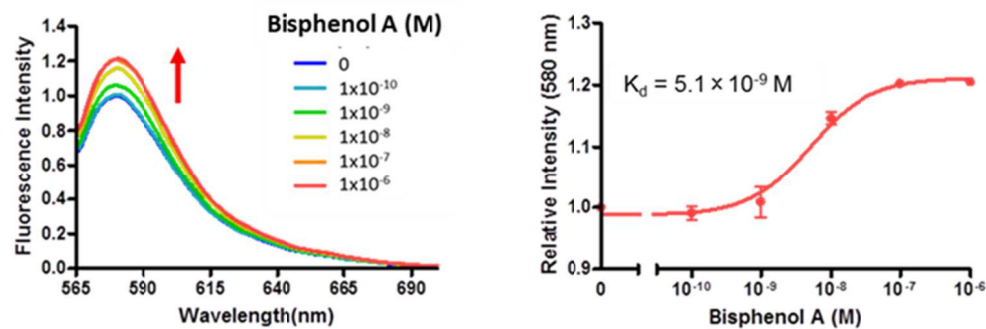 Bisphenol A (M)
0
1x10⁻¹⁰
1x10⁻⁹
1x10⁻⁸
1x10⁻⁷
1x10⁻⁶
Fluorescence Intensity
1.4
1.2
1.0
0.8
0.6
0.4
0.2
0.0
565 590 615 640 665 690
Wavelength(nm)
Relative Intensity (580 nm)
1.3
1.2
1.1
1.0
0.9
K_d = 5.1 × 10⁻⁹ M
0 10⁻¹⁰ 10⁻⁹ 10⁻⁸ 10⁻⁷ 10⁻⁶
Bisphenol A (M)